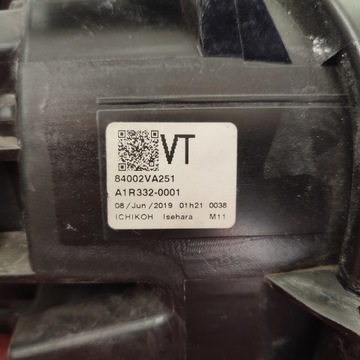 VT
84002VA251
A1R332-0001
08/Jun/2019 01h21 0038
ICHIKOH Isehara M11